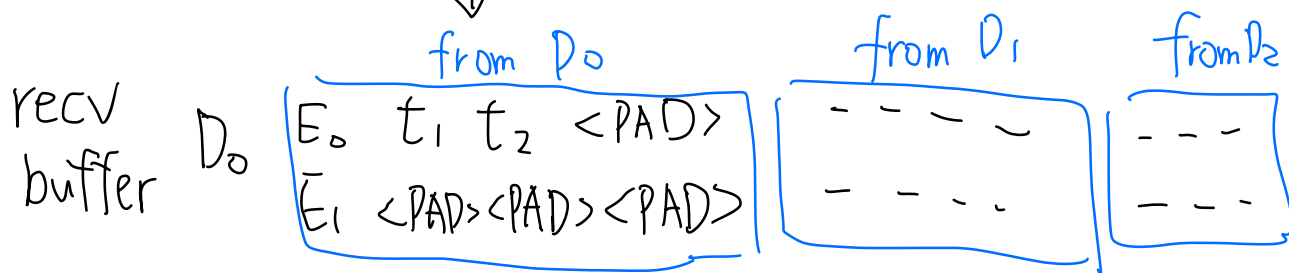 from D₀ from D₁ from D₂
recv buffer D₀ E₀ t₁ t₂ <PAD> - - - -  - - -
E₁ <PAD> <PAD> <PAD> - - - -  - - -